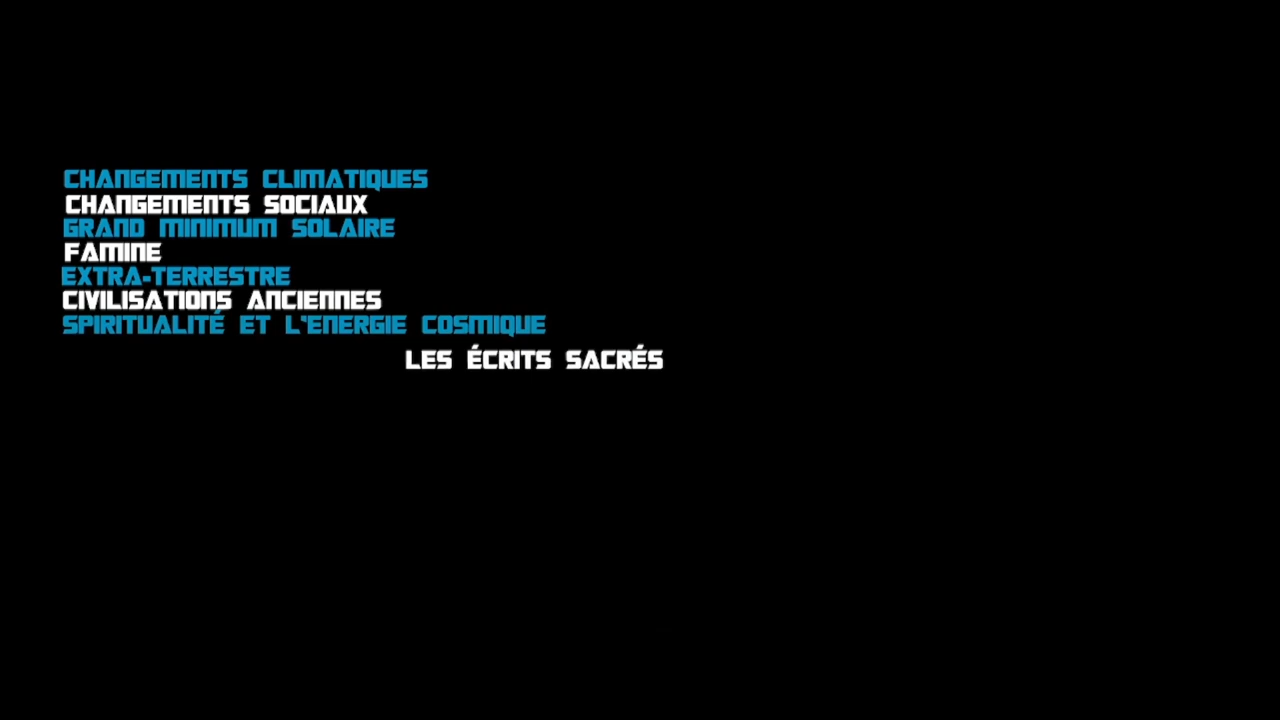 CHANGEMENTS CLIMATIQUES
CHANGEMENTS SOCIAUX
GRAND MINIMUM SOLAIRE
FAMINE
EXTRA-TERRESTRE
CIVILISATIONS ANCIENNES
SPIRITUALITÉ ET L'ENERGIE COSMIQUE
LES ÉCRITS SACRÉS